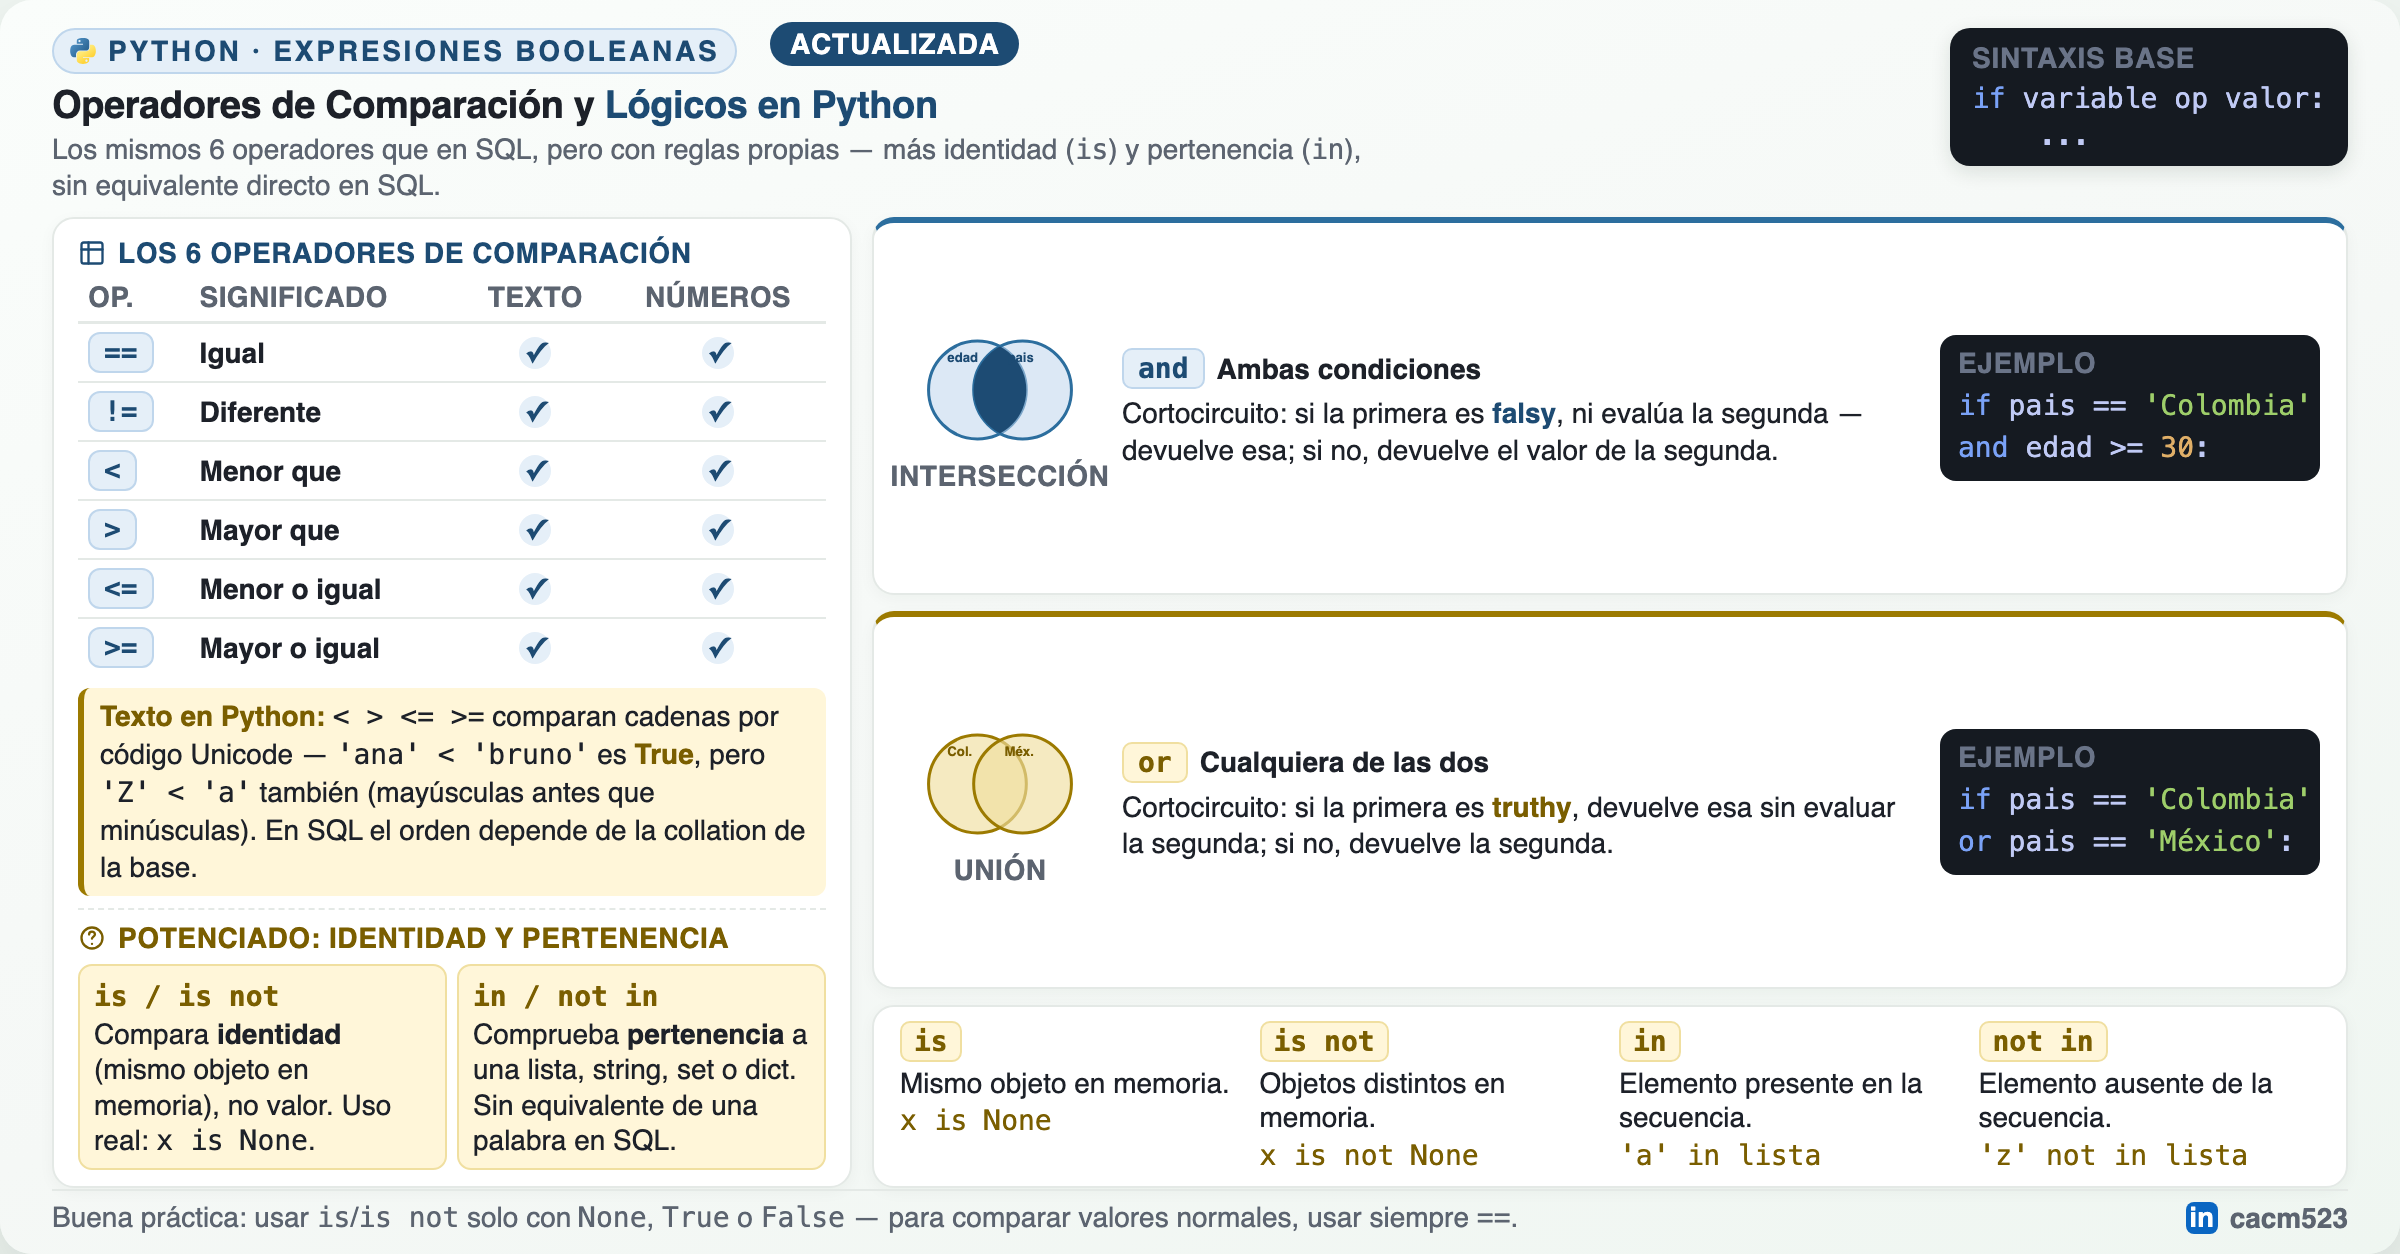 PYTHON · EXPRESIONES BOOLEANAS
ACTUALIZADA
Operadores de Comparación y Lógicos en Python
Los mismos 6 operadores que en SQL, pero con reglas propias — más identidad (is) y pertenencia (in),
sin equivalente directo en SQL.
SINTAXIS BASE
if variable op valor:
...
LOS 6 OPERADORES DE COMPARACIÓN
OP. SIGNIFICADO TEXTO NÚMEROS
== Igual ✓ ✓
!= Diferente ✓ ✓
< Menor que ✓ ✓
> Mayor que ✓ ✓
<= Menor o igual ✓ ✓
>= Mayor o igual ✓ ✓
Texto en Python: < > <= >= comparan cadenas por
código Unicode — 'ana' < 'bruno' es True, pero
'Z' < 'a' también (mayúsculas antes que
minúsculas). En SQL el orden depende de la collation de
la base.
POTENCIADO: IDENTIDAD Y PERTENENCIA
is / is not
Compara identidad
(mismo objeto en
memoria), no valor. Uso
real: x is None.
in / not in
Comprueba pertenencia a
una lista, string, set o dict.
Sin equivalente de una
palabra en SQL.
edad
INTERSECCIÓN
and Ambas condiciones
Cortocircuito: si la primera es falsy, ni evalúa la segunda —
devuelve esa; si no, devuelve el valor de la segunda.
EJEMPLO
if pais == 'Colombia'
and edad >= 30:
Col. Méx.
UNIÓN
or Cualquiera de las dos
Cortocircuito: si la primera es truthy, devuelve esa sin evaluar
la segunda; si no, devuelve la segunda.
EJEMPLO
if pais == 'Colombia'
or pais == 'México':
is
Mismo objeto en memoria.
x is None
is not
Objetos distintos en
memoria.
x is not None
in
Elemento presente en la
secuencia.
'a' in lista
not in
Elemento ausente de la
secuencia.
'z' not in lista
Buena práctica: usar is/is not solo con None, True o False — para comparar valores normales, usar siempre ==.
in cacm523